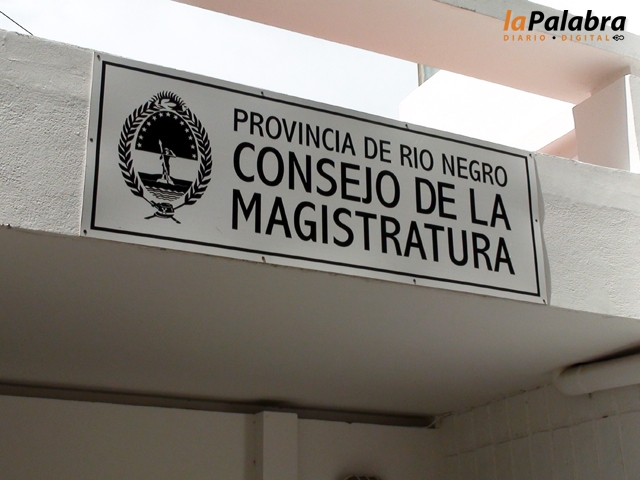 laPalabra
DIARIO • DIGITAL
PROVINCIA DE RIO NEGRO
CONSEJO DE LA
MAGISTRATURA